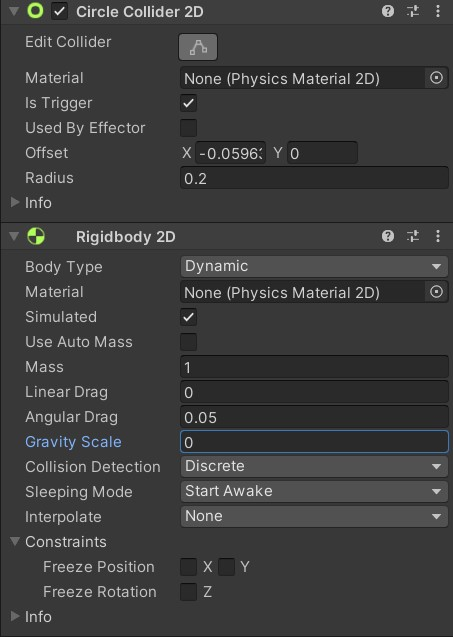 Circle Collider 2D
Edit Collider
Material None (Physics Material 2D)
Is Trigger
Used By Effector
Offset X -0.0596 Y 0
Radius 0.2
Info
Rigidbody 2D
Body Type Dynamic
Material None (Physics Material 2D)
Simulated
Use Auto Mass
Mass 1
Linear Drag 0
Angular Drag 0.05
Gravity Scale 0
Collision Detection Discrete
Sleeping Mode Start Awake
Interpolate None
Constraints
Freeze Position X Y
Freeze Rotation Z
Info